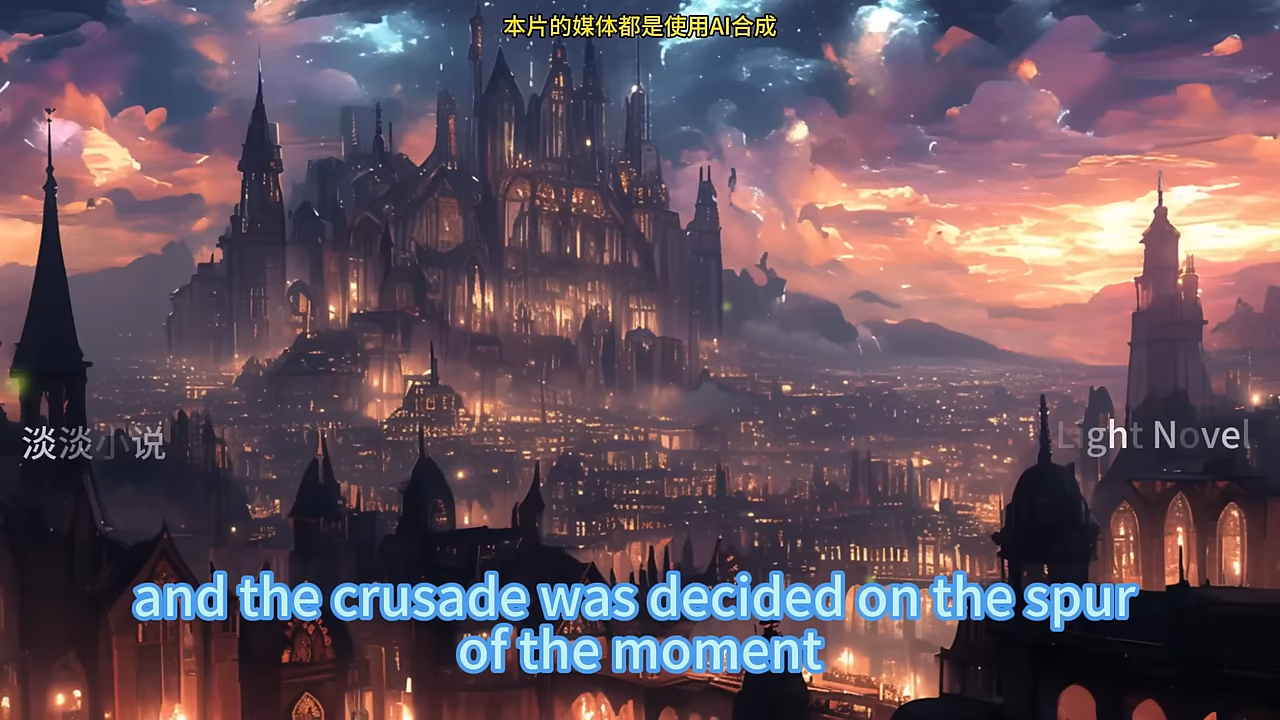 本片的媒体都是使用AI合成
淡淡小说
Light Novel
and the crusade was decided on the spur
of the moment